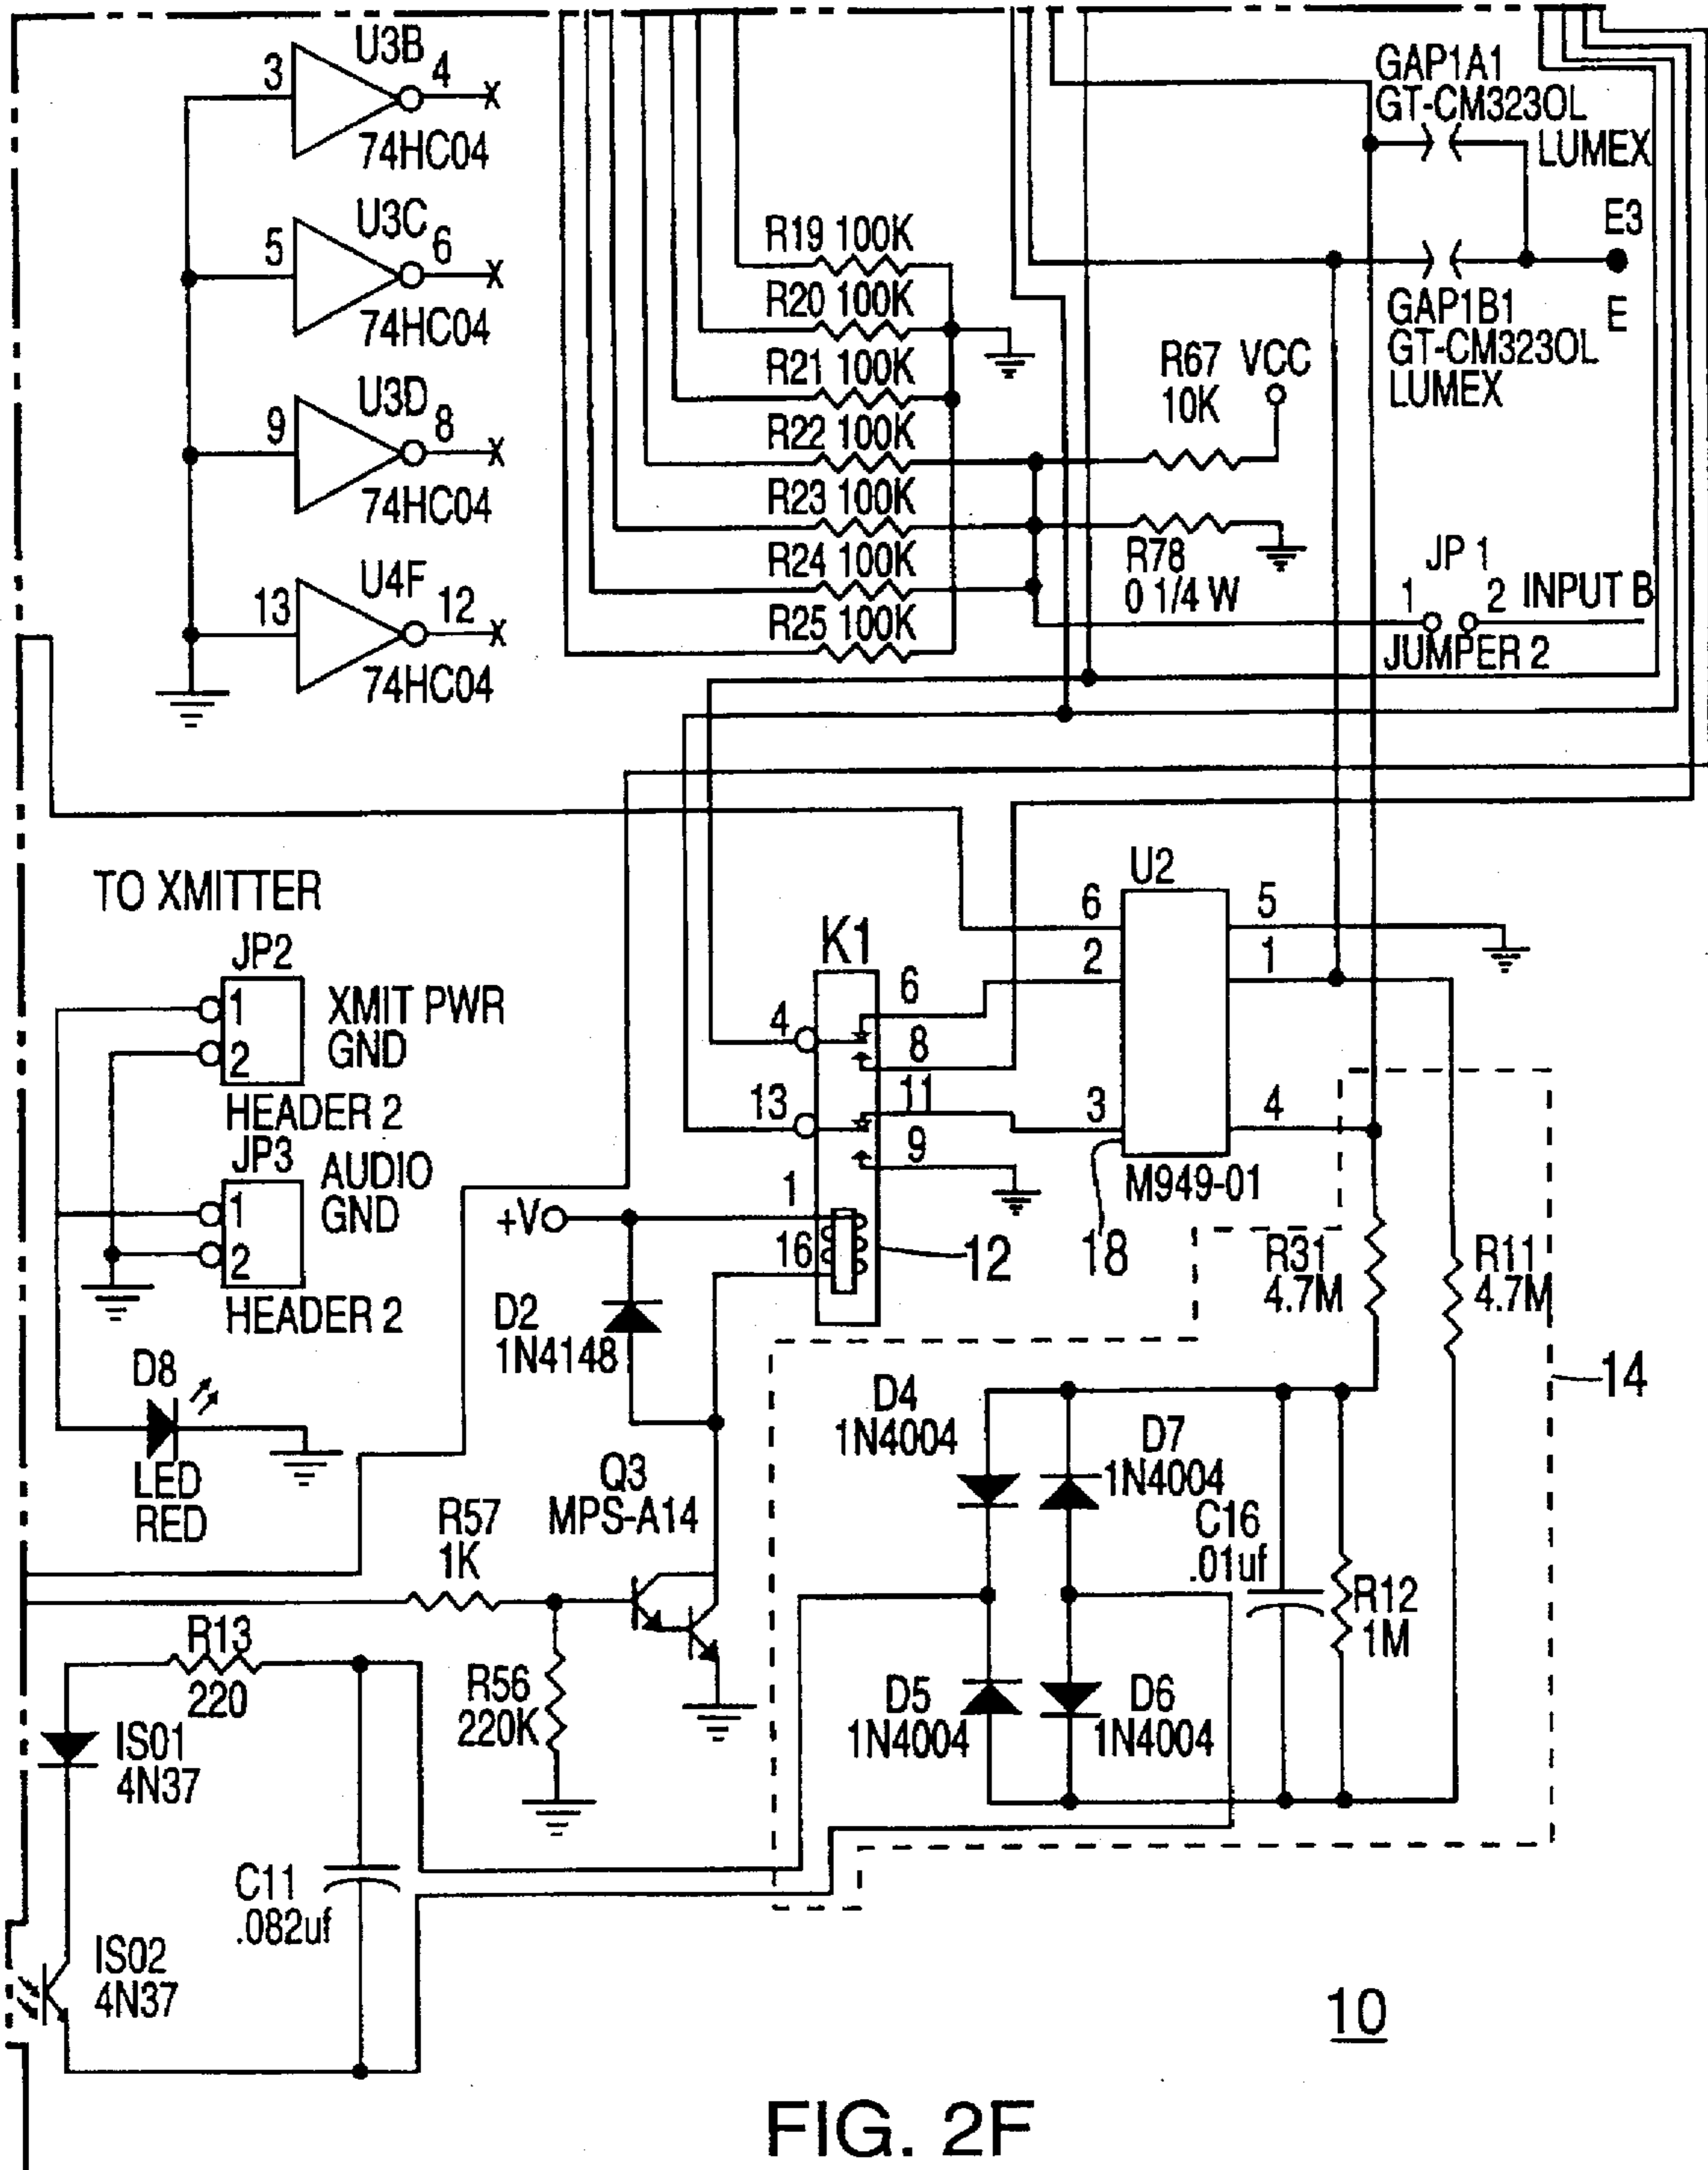 U3B
3
4
X
74HC04
U3C
5
6
X
74HC04
U3D
9
8
X
74HC04
U4F
13
12
X
74HC04
R19 100K
R20 100K
R21 100K
R22 100K
R23 100K
R24 100K
R25 100K
GAP1A1
GT-CM323OL
LUMEX
E3
E
GAP1B1
GT-CM323OL
LUMEX
R67
10K
VCC
R78
0 1/4 W
JP 1
1
2
INPUT B
JUMPER 2
TO XMITTER
JP2
1
2
XMIT PWR
GND
HEADER 2
JP3
1
2
AUDIO
GND
HEADER 2
D8
LED
RED
K1
4
13
1
16
6
8
11
9
12
U2
6
2
3
5
1
4
M949-01
18
+V
D2
1N4148
R31
4.7M
R11
4.7M
14
D4
1N4004
D7
1N4004
C16
.01uf
R12
1M
D5
1N4004
D6
1N4004
Q3
MPS-A14
R57
1K
R56
220K
R13
220
IS01
4N37
C11
.082uf
IS02
4N37
10
FIG. 2F